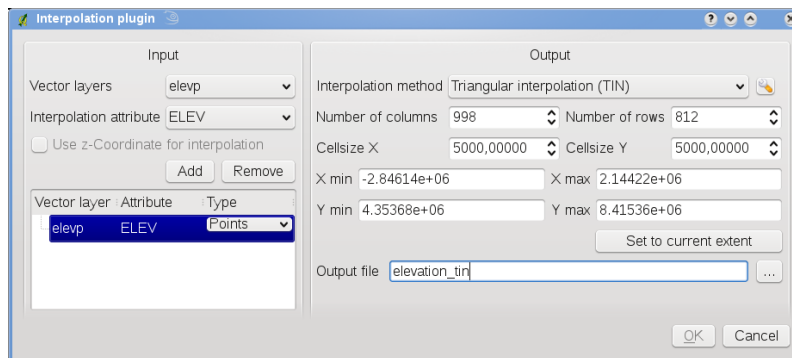 Interpolation plugin
Input
Vector layers elevp
Interpolation attribute ELEV
Use z-Coordinate for interpolation
Add Remove
Vector layer Attribute Type
elevp ELEV Points
Output
Interpolation method Triangular interpolation (TIN)
Number of columns 998 Number of rows 812
Cellsize X 5000,00000 Cellsize Y 5000,00000
X min -2.84614e+06 X max 2.14422e+06
Y min 4.35368e+06 Y max 8.41536e+06
Set to current extent
Output file elevation_tin ...
OK Cancel